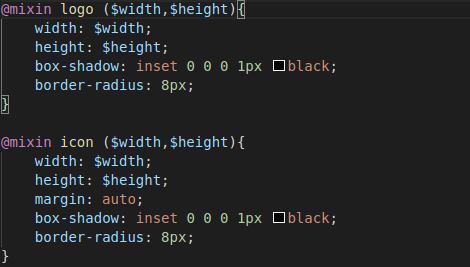 @mixin logo ($width,$height){
    width: $width;
    height: $height;
    box-shadow: inset 0 0 0 1px black;
    border-radius: 8px;
}

@mixin icon ($width,$height){
    width: $width;
    height: $height;
    margin: auto;
    box-shadow: inset 0 0 0 1px black;
    border-radius: 8px;
}